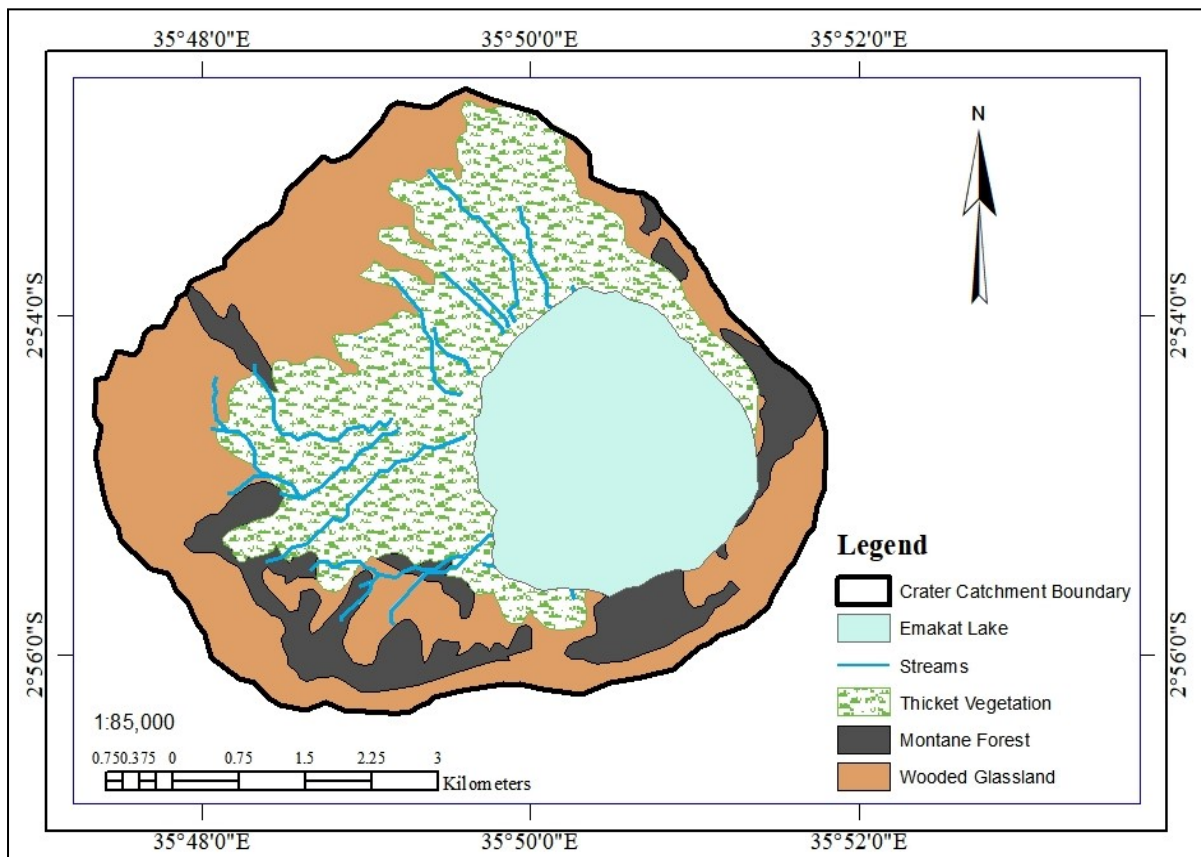 35°48'0"E 35°50'0"E 35°52'0"E
N
2°54'0"S 2°54'0"S
Legend
Crater Catchment Boundary
Emakat Lake
2°56'0"S 2°56'0"S
Streams
Thicket Vegetation
1:85,000
Montane Forest
0.75 0.375 0 0.75 1.5 2.25 3
Kilometers
Wooded Glassland
35°48'0"E 35°50'0"E 35°52'0"E